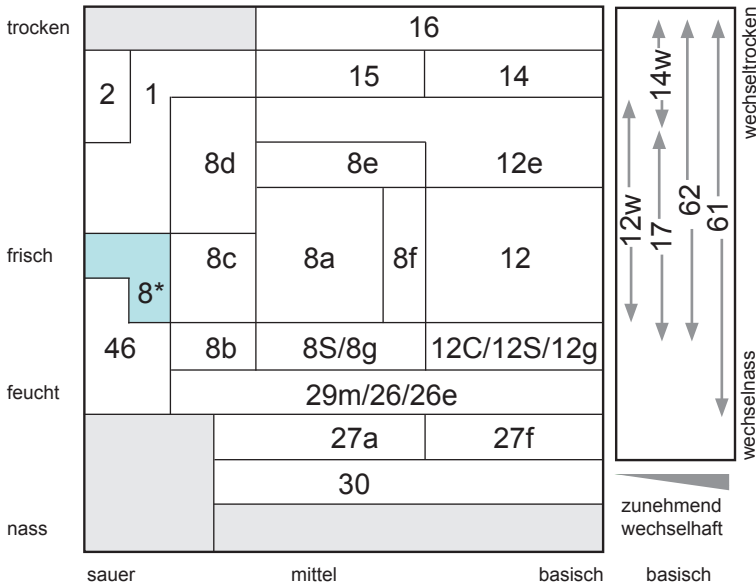 trocken
16
15 14
2 1
8d 8e 12e
frisch
8c 8a 8f 12
8*
46 8b 8S/8g 12C/12S/12g
feucht
29m/26/26e
27a 27f
30
nass
sauer mittel basisch
14w
12w 17 62 61
wechseltrocken
wechselnass
zunehmend
wechselhaft
basisch